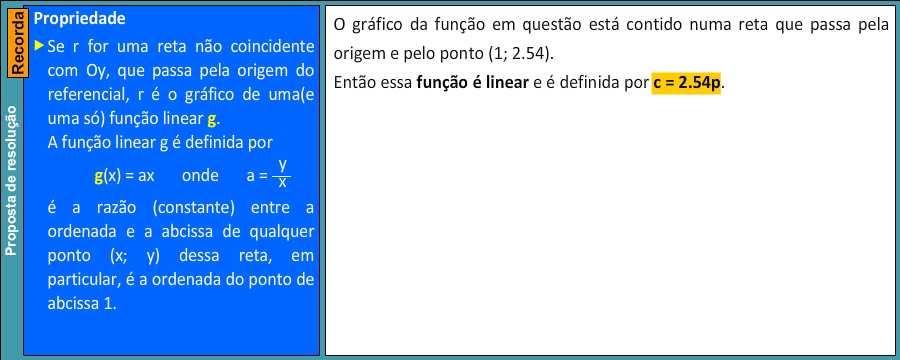 Recorda
Proposta de resolução
Propriedade
Se r for uma reta não coincidente
com Oy, que passa pela origem do
referencial, r é o gráfico de uma(e
uma só) função linear g.
A função linear g é definida por
g(x) = ax onde a = y/x
é a razão (constante) entre a
ordenada e a abcissa de qualquer
ponto (x; y) dessa reta, em
particular, é a ordenada do ponto de
abcissa 1.
O gráfico da função em questão está contido numa reta que passa pela
origem e pelo ponto (1; 2.54).
Então essa função é linear e é definida por c = 2.54p.